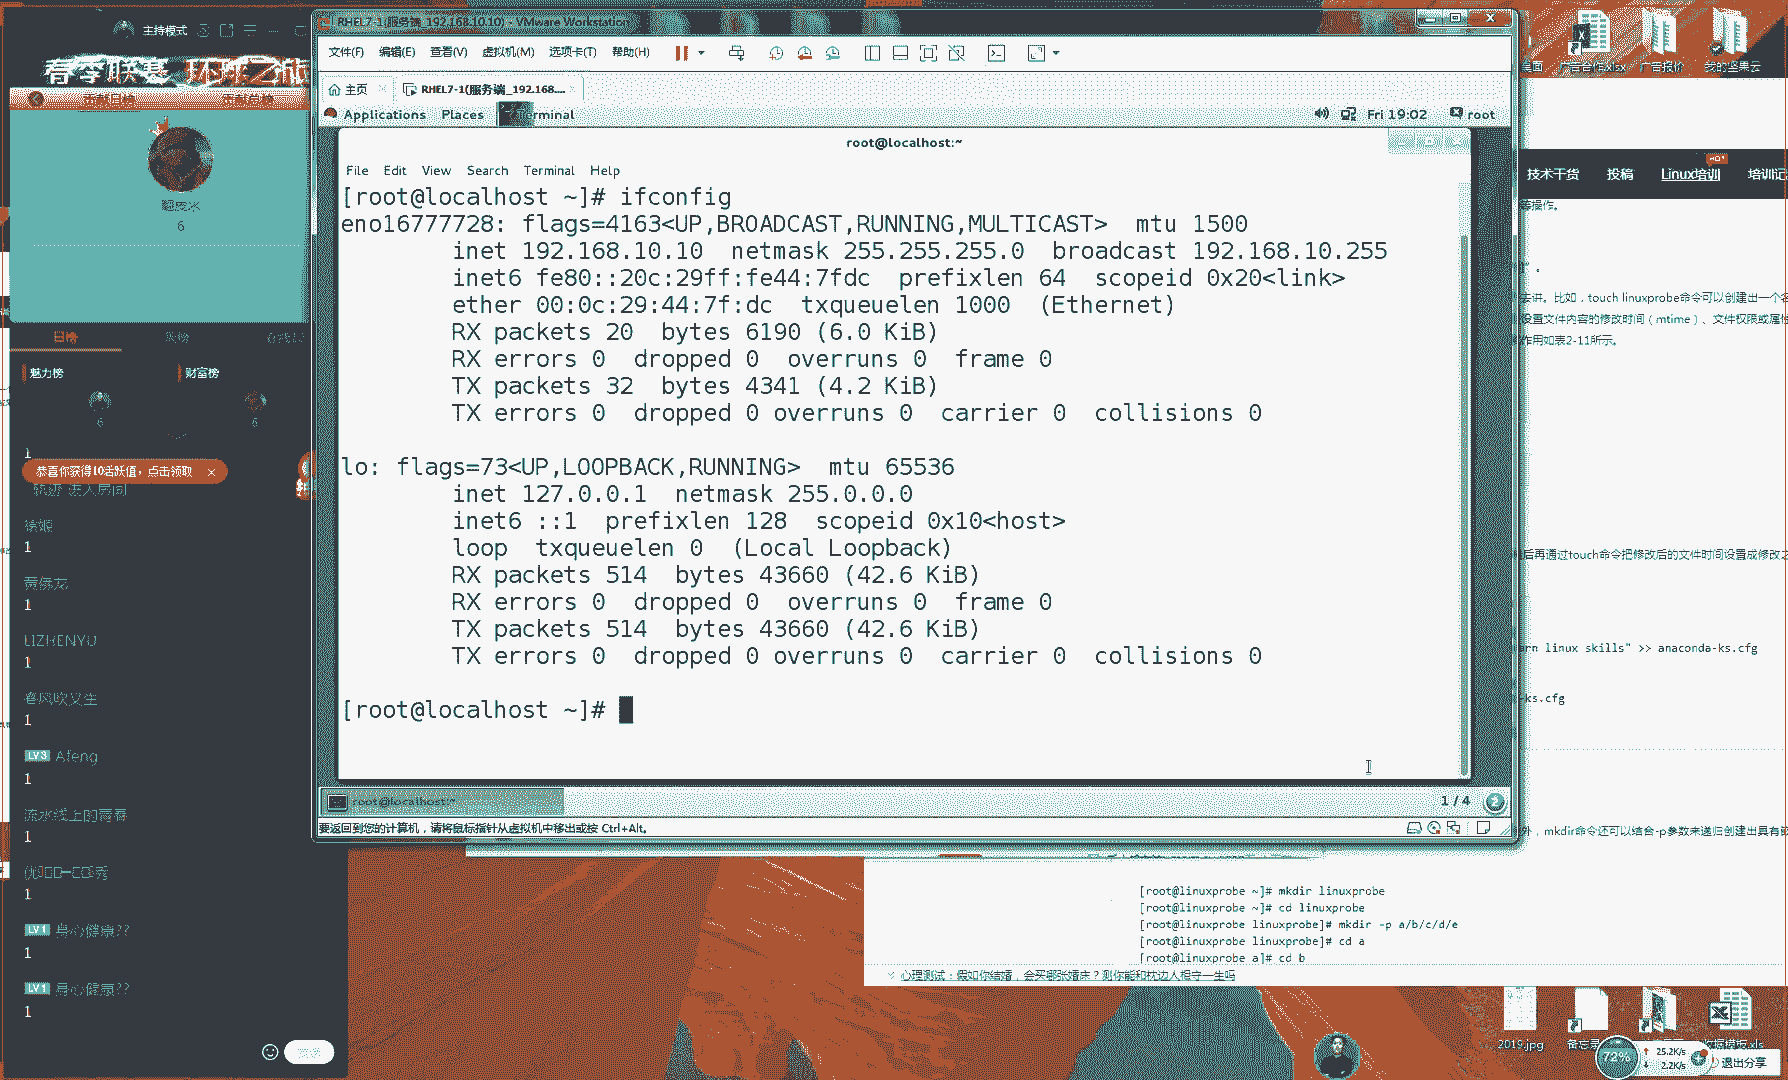 主持模式
春季联赛
魅力榜
财富榜
恭喜你获得10活跃值，点击领取
1
1
LIZHENYU
1
春风吹又生
1
LV3 Afeng
1
流水线上的青春
1
1
LV1 身心健康??
1
LV1 身心健康??
1
RHEL7-1(服务端_192.168.10.10) - VMware Workstation
文件(F) 编辑(E) 查看(V) 虚拟机(M) 选项卡(T) 帮助(H)
主页
RHEL7-1(服务端_192.168....
Applications Places Terminal
Fri 19:02 root
root@localhost:~
File Edit View Search Terminal Help
[root@localhost ~]# ifconfig
eno16777728: flags=4163<UP,BROADCAST,RUNNING,MULTICAST>  mtu 1500
inet 192.168.10.10  netmask 255.255.255.0  broadcast 192.168.10.255
inet6 fe80::20c:29ff:fe44:7fdc  prefixlen 64  scopeid 0x20<link>
ether 00:0c:29:44:7f:dc  txqueuelen 1000  (Ethernet)
RX packets 20  bytes 6190 (6.0 KiB)
RX errors 0  dropped 0  overruns 0  frame 0
TX packets 32  bytes 4341 (4.2 KiB)
TX errors 0  dropped 0 overruns 0  carrier 0  collisions 0
lo: flags=73<UP,LOOPBACK,RUNNING>  mtu 65536
inet 127.0.0.1  netmask 255.0.0.0
inet6 ::1  prefixlen 128  scopeid 0x10<host>
loop  txqueuelen 0  (Local Loopback)
RX packets 514  bytes 43660 (42.6 KiB)
RX errors 0  dropped 0  overruns 0  frame 0
TX packets 514  bytes 43660 (42.6 KiB)
TX errors 0  dropped 0 overruns 0  carrier 0  collisions 0
[root@localhost ~]#
root@localhost:~
1 / 4
要返回到您的计算机，请将鼠标指针从虚拟机中移出或按 Ctrl+Alt。
广告合作.xlsx 广告报价 我的坚果云
技术干货 投稿 Linux培训
等操作。
去讲。比如，touch linuxprobe命令可以创建出一个名
设置文件内容的修改时间（mtime）、文件权限或属性
作用如表2-11所示。
后再通过touch命令把修改后的文件时间设置成修改之
arn linux skills" >> anaconda-ks.cfg
-ks.cfg
外，mkdir命令还可以结合-p参数来递归创建出具有嵌
[root@linuxprobe ~]# mkdir linuxprobe
[root@linuxprobe ~]# cd linuxprobe
[root@linuxprobe linuxprobe]# mkdir -p a/b/c/d/e
[root@linuxprobe linuxprobe]# cd a
[root@linuxprobe a]# cd b
心理测试：假如你结婚，会买哪张婚床？测你能和枕边人相守一生吗
2019.jpg
72%
25.2K/s
2.2K/s
退出分享